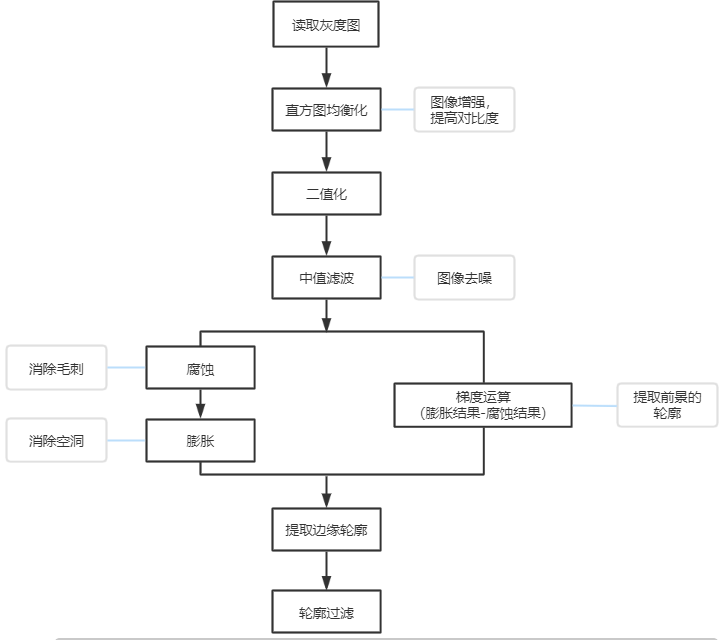 读取灰度图
直方图均衡化
图像增强，
提高对比度
二值化
中值滤波
图像去噪
消除毛刺
腐蚀
梯度运算
（膨胀结果-腐蚀结果）
提取前景的
轮廓
消除空洞
膨胀
提取边缘轮廓
轮廓过滤